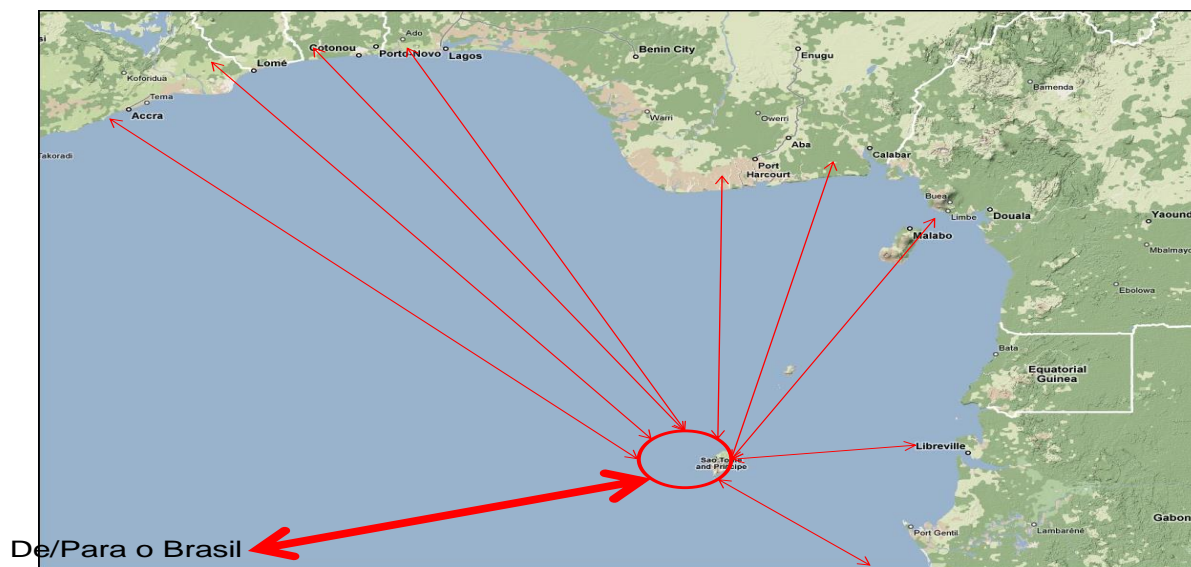 Ado
Cotonou
Porto-Novo
Lagos
Benin City
Enugu
Koforidua
Lomé
Tema
Accra
Takoradi
Bamenda
Warri
Owerri
Aba
Calabar
Port
Harcourt
Buea
Limbe
Douala
Yaound
Malabo
Mbalmayo
Ebolowa
Bata
Equatorial
Guinea
Libreville
Sao Tome
and Principe
Port Gentil
Lambaréné
Gabon
De/Para o Brasil